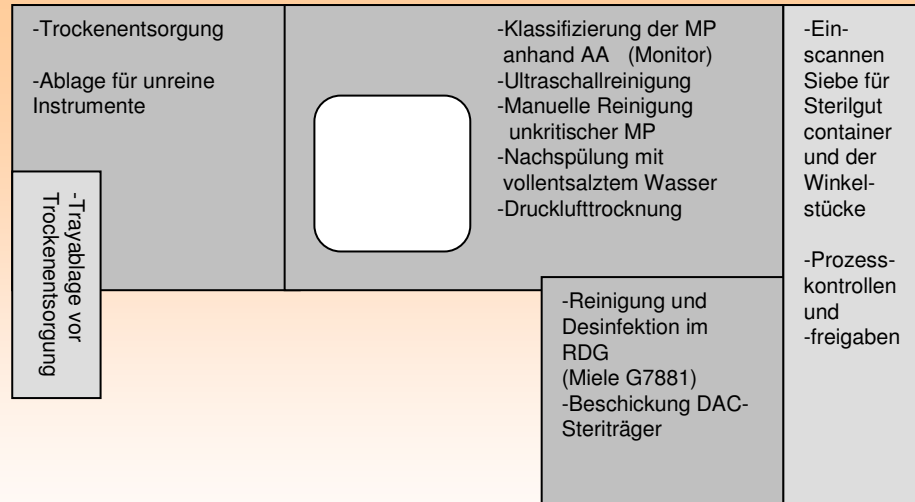 -Trockenentsorgung
-Ablage für unreine
Instrumente
-Trayablage vor
Trockenentsorgung
-Klassifizierung der MP
anhand AA (Monitor)
-Ultraschallreinigung
-Manuelle Reinigung
unkritischer MP
-Nachspülung mit
vollentsalztem Wasser
-Drucklufttrocknung
-Reinigung und
Desinfektion im
RDG
(Miele G7881)
-Beschickung DAC-
Steriträger
-Ein-
scannen
Siebe für
Sterilgut
container
und der
Winkel-
stücke
-Prozess-
kontrollen
und
-freigaben